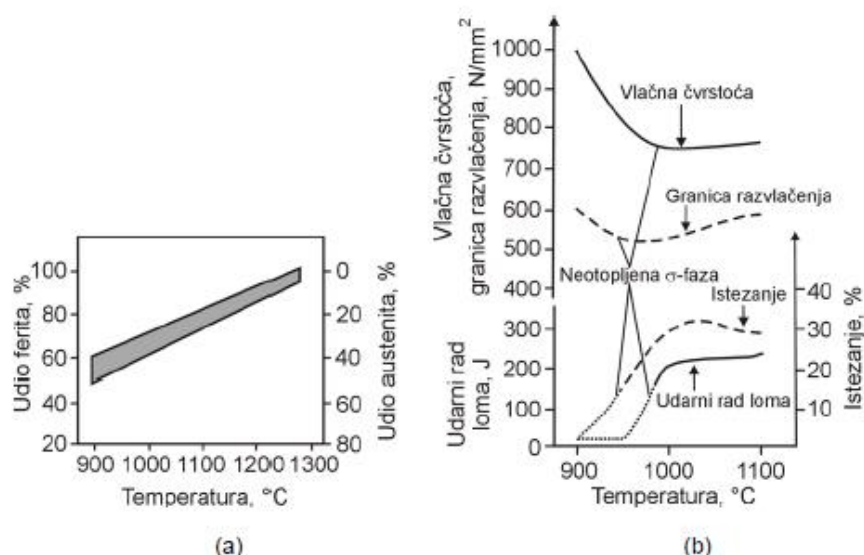 Udio ferita, %
100
80
60
40
20
0
20
40
60
80
Udio austenita, %
900 1000 1100 1200 1300
Temperatura, °C
(a)
Vlačna čvrstoća,
granica razvlačenja, N/mm²
1000
900
800
700
600
500
400
Udarni rad
loma, J
300
200
100
0
Vlačna čvrstoća
Granica razvlačenja
Neotopljena σ-faza
Istezanje
Udarni rad loma
40
30
20
10
Istezanje, %
900 1000 1100
Temperatura, °C
(b)